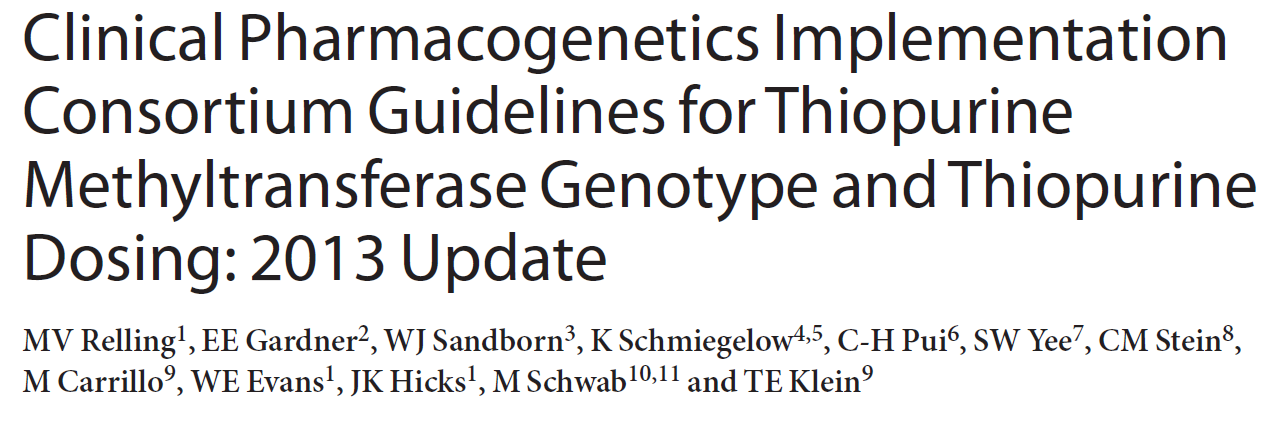 Clinical Pharmacogenetics Implementation
Consortium Guidelines for Thiopurine
Methyltransferase Genotype and Thiopurine
Dosing: 2013 Update
MV Relling1, EE Gardner2, WJ Sandborn3, K Schmiegelow4,5, C-H Pui6, SW Yee7, CM Stein8,
M Carrillo9, WE Evans1, JK Hicks1, M Schwab10,11 and TE Klein9